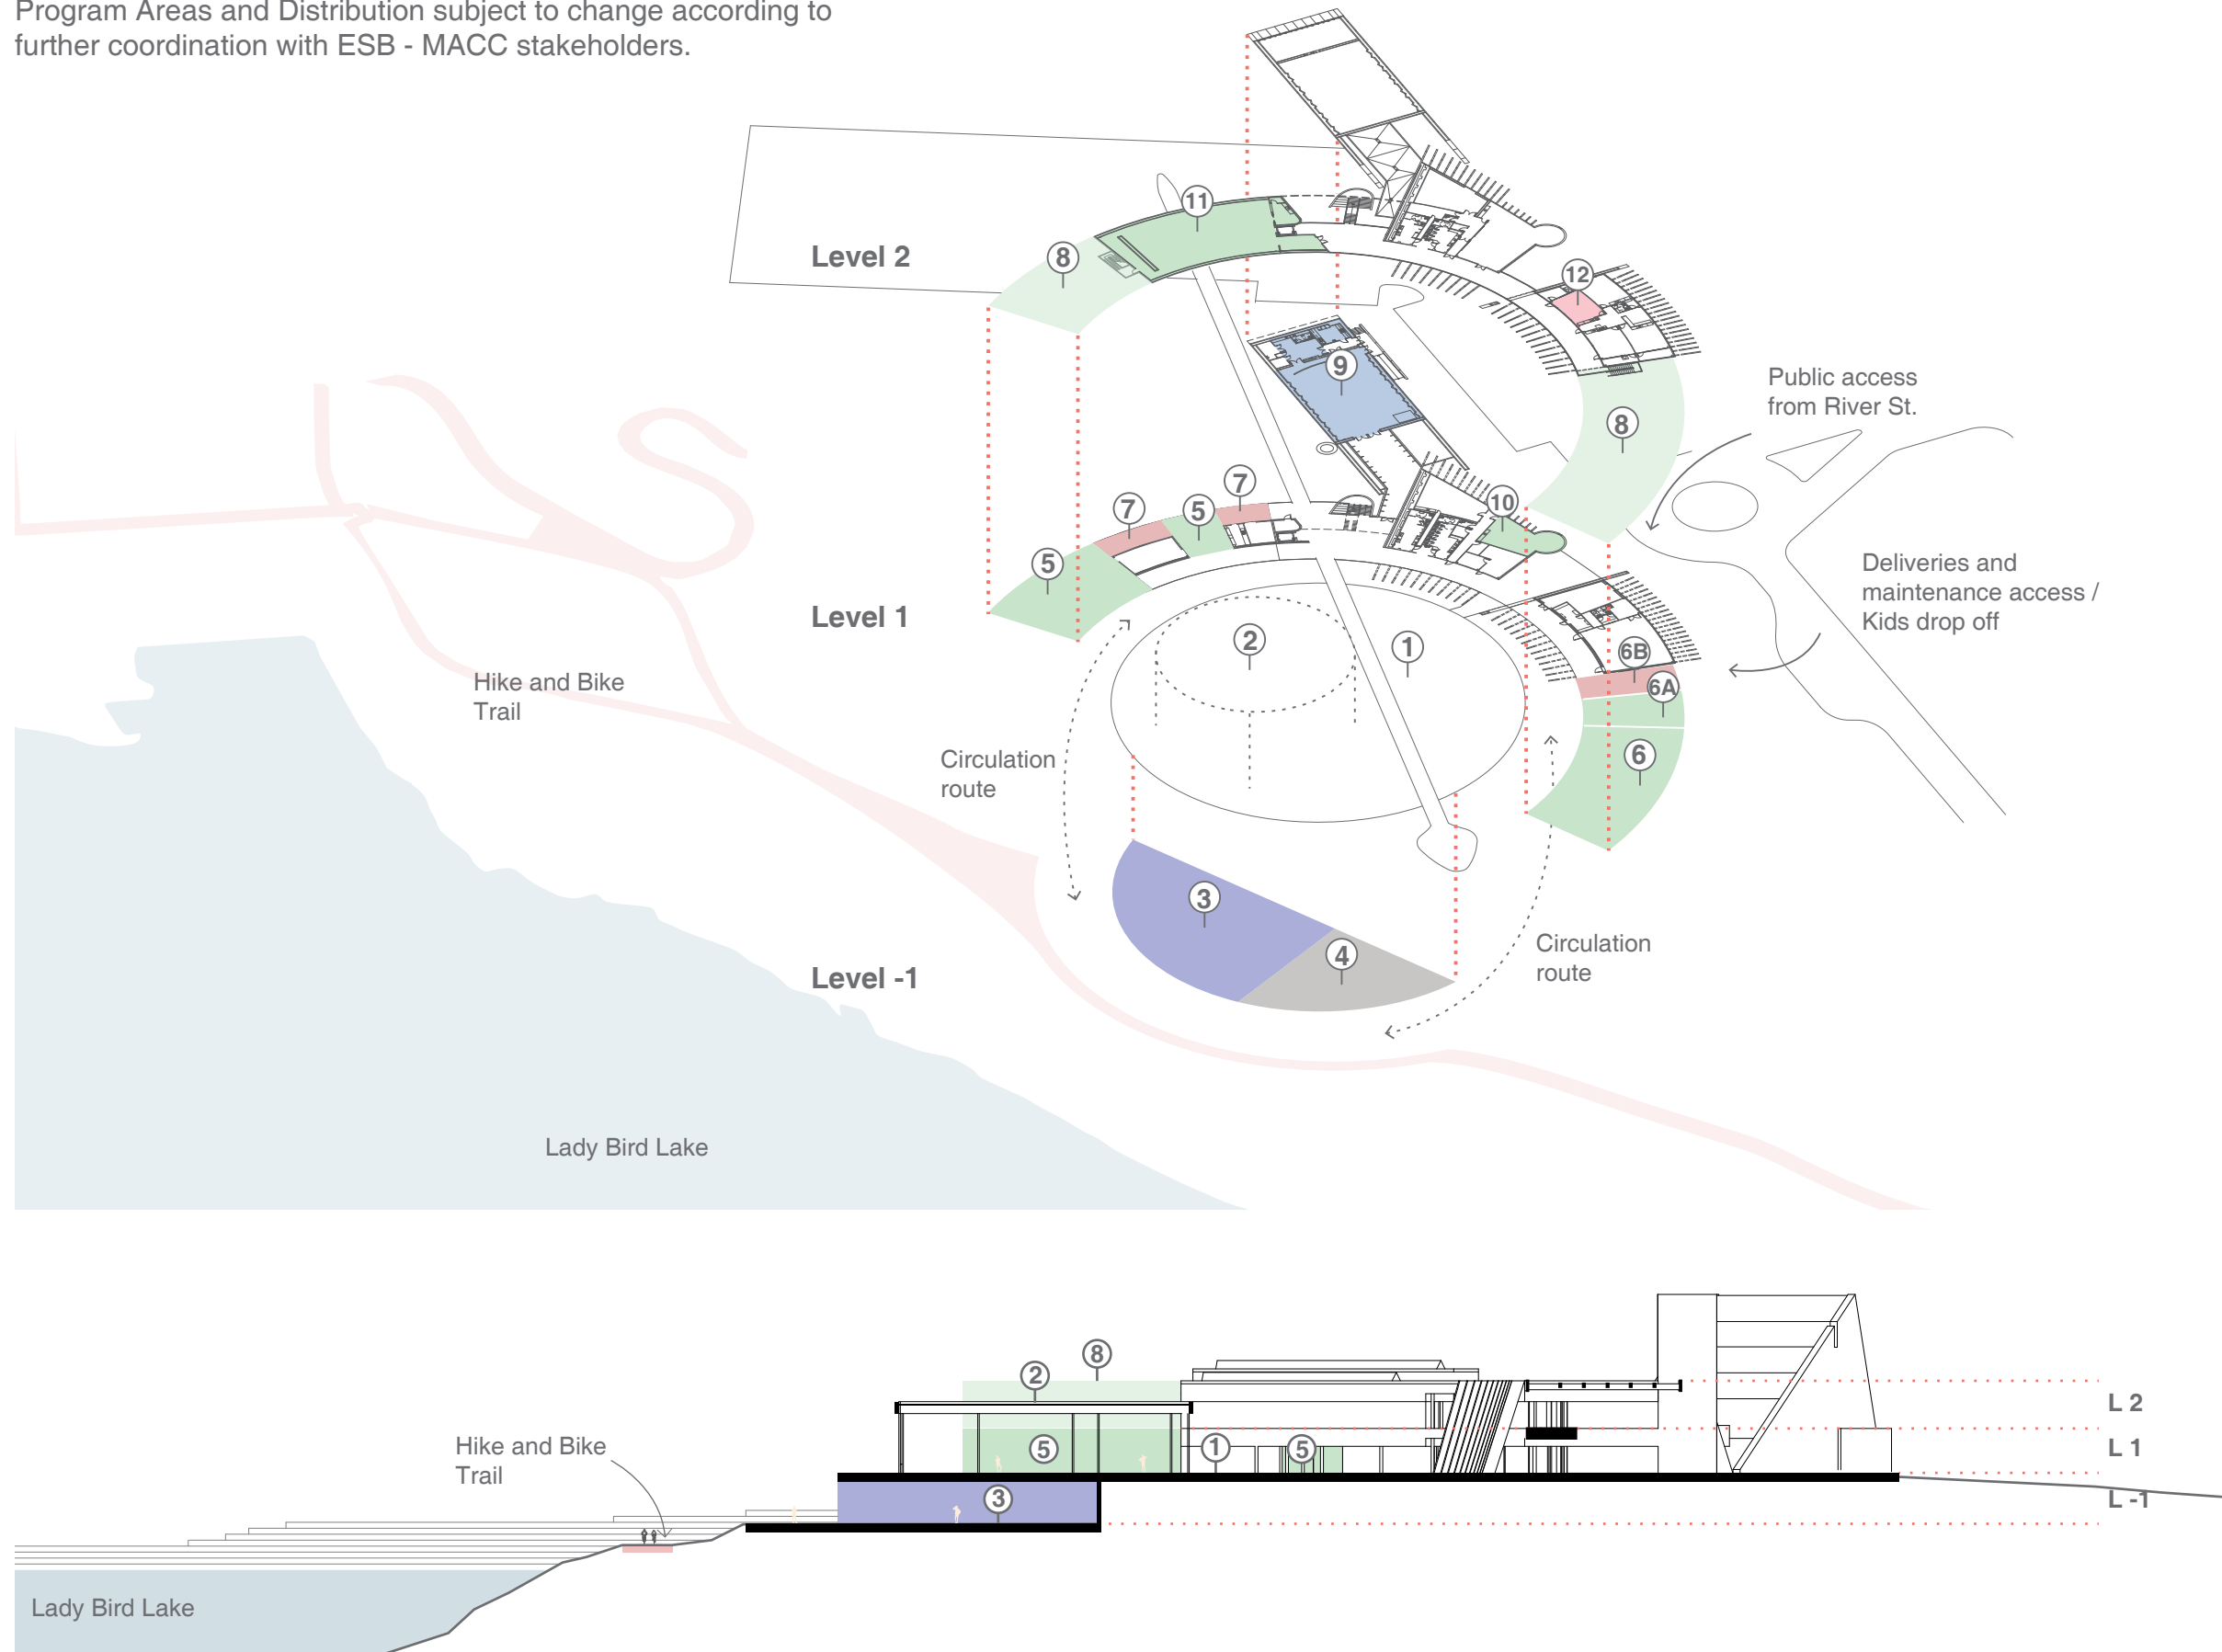 Program Areas and Distribution subject to change according to
further coordination with ESB - MACC stakeholders.
11
Level 2
8
12
9
8
Public access
from River St.
7
7
5
10
5
Level 1
Deliveries and
maintenance access /
Kids drop off
2
1
6B
6A
Hike and Bike
Trail
6
Circulation
route
3
4
Circulation
route
Level -1
Lady Bird Lake
8
2
L 2
Hike and Bike
Trail
5
1
5
L 1
3
L -1
Lady Bird Lake